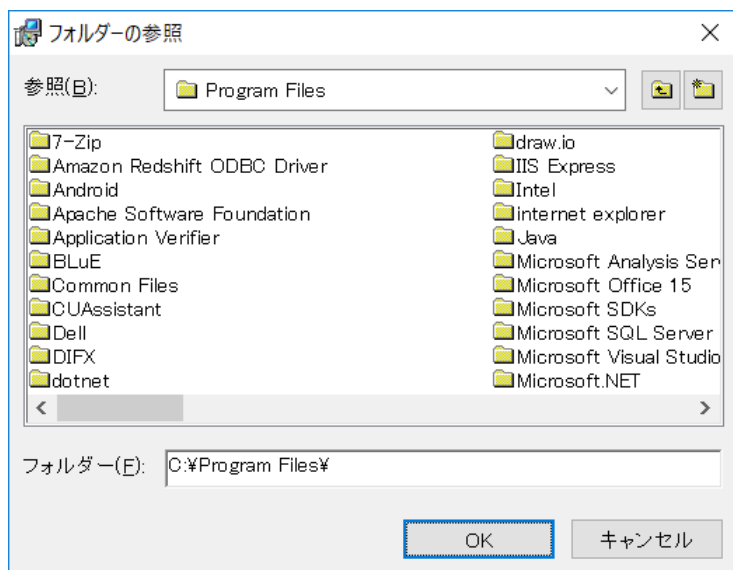 フォルダーの参照
参照(B):
Program Files
7-Zip
Amazon Redshift ODBC Driver
Android
Apache Software Foundation
Application Verifier
BLuE
Common Files
CUAssistant
Dell
DIFX
dotnet
draw.io
IIS Express
Intel
internet explorer
Java
Microsoft Analysis Ser
Microsoft Office 15
Microsoft SDKs
Microsoft SQL Server
Microsoft Visual Studio
Microsoft.NET
フォルダー(F):
C:¥Program Files¥
OK
キャンセル